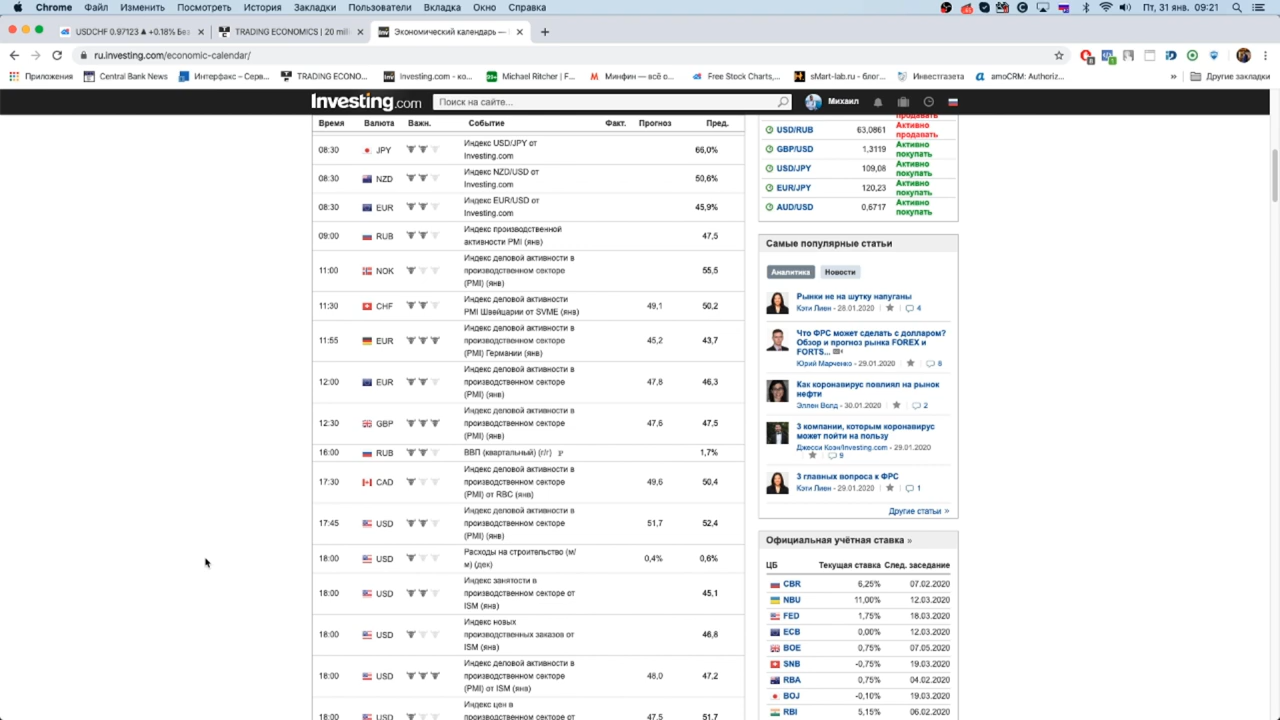 Chrome Файл Изменить Посмотреть История Закладки Пользователи Вкладка Окно Справка Пт, 31 янв. 09:21
USDCHF 0.97123 ▲ +0.18% Без TRADING ECONOMICS | 20 mil Экономический календарь —
ru.investing.com/economic-calendar/
Приложения Central Bank News Интерфакс – Серв... TRADING ECONO... Investing.com - ко... Michael Ritcher | F... Минфин — всё о... Free Stock Charts,... sMart-lab.ru - блог... Инвестгазета amoCRM: Authoriz... » Другие закладки
Investing.com Поиск на сайте... Михаил
Время Валюта Важн. Событие Факт. Прогноз Пред.
08:30 JPY Индекс USD/JPY от
Investing.com 66,0%
08:30 NZD Индекс NZD/USD от
Investing.com 50,6%
08:30 EUR Индекс EUR/USD от
Investing.com 45,9%
09:00 RUB Индекс производственной
активности PMI (янв) 47,5
11:00 NOK Индекс деловой активности в
производственном секторе
(PMI) (янв) 55,5
11:30 CHF Индекс деловой активности
PMI Швейцарии от SVME (янв) 49,1 50,2
11:55 EUR Индекс деловой активности в
производственном секторе
(PMI) Германии (янв) 45,2 43,7
12:00 EUR Индекс деловой активности в
производственном секторе
(PMI) (янв) 47,8 46,3
12:30 GBP Индекс деловой активности в
производственном секторе
(PMI) (янв) 47,6 47,5
16:00 RUB ВВП (квартальный) (г/г) 1,7%
17:30 CAD Индекс деловой активности в
производственном секторе
(PMI) от RBC (янв) 49,6 50,4
17:45 USD Индекс деловой активности в
производственном секторе
(PMI) (янв) 51,7 52,4
18:00 USD Расходы на строительство (м/
м) (дек) 0,4% 0,6%
18:00 USD Индекс занятости в
производственном секторе от
ISM (янв) 45,1
18:00 USD Индекс новых
производственных заказов от
ISM (янв) 46,8
18:00 USD Индекс деловой активности в
производственном секторе
(PMI) от ISM (янв) 48,0 47,2
18:00 USD Индекс цен в
производственном секторе от 47,5 51,7
продавать
USD/RUB 63,0861 Активно
продавать
GBP/USD 1,3119 Активно
покупать
USD/JPY 109,08 Активно
покупать
EUR/JPY 120,23 Активно
покупать
AUD/USD 0,6717 Активно
покупать
Самые популярные статьи
Аналитика Новости
Рынки не на шутку напуганы
Кэти Лиен - 28.01.2020 4
Что ФРС может сделать с долларом?
Обзор и прогноз рынка FOREX и
FORTS...
Юрий Марченко - 29.01.2020 8
Как коронавирус повлиял на рынок
нефти
Эллен Волд - 30.01.2020 2
3 компании, которым коронавирус
может пойти на пользу
Джесси Коэн/Investing.com - 29.01.2020
9
3 главных вопроса к ФРС
Кэти Лиен - 29.01.2020 1
Другие статьи »
Официальная учётная ставка »
ЦБ Текущая ставка След. заседание
CBR 6,25% 07.02.2020
NBU 11,00% 12.03.2020
FED 1,75% 18.03.2020
ECB 0,00% 12.03.2020
BOE 0,75% 07.05.2020
SNB -0,75% 19.03.2020
RBA 0,75% 04.02.2020
BOJ -0,10% 19.03.2020
RBI 5,15% 06.02.2020